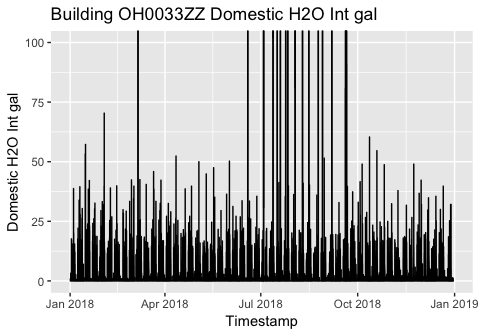 Building OH0033ZZ Domestic H2O Int gal
Domestic H2O Int gal
100
75
50
25
0
Jan 2018 Apr 2018 Jul 2018 Oct 2018 Jan 2019
Timestamp